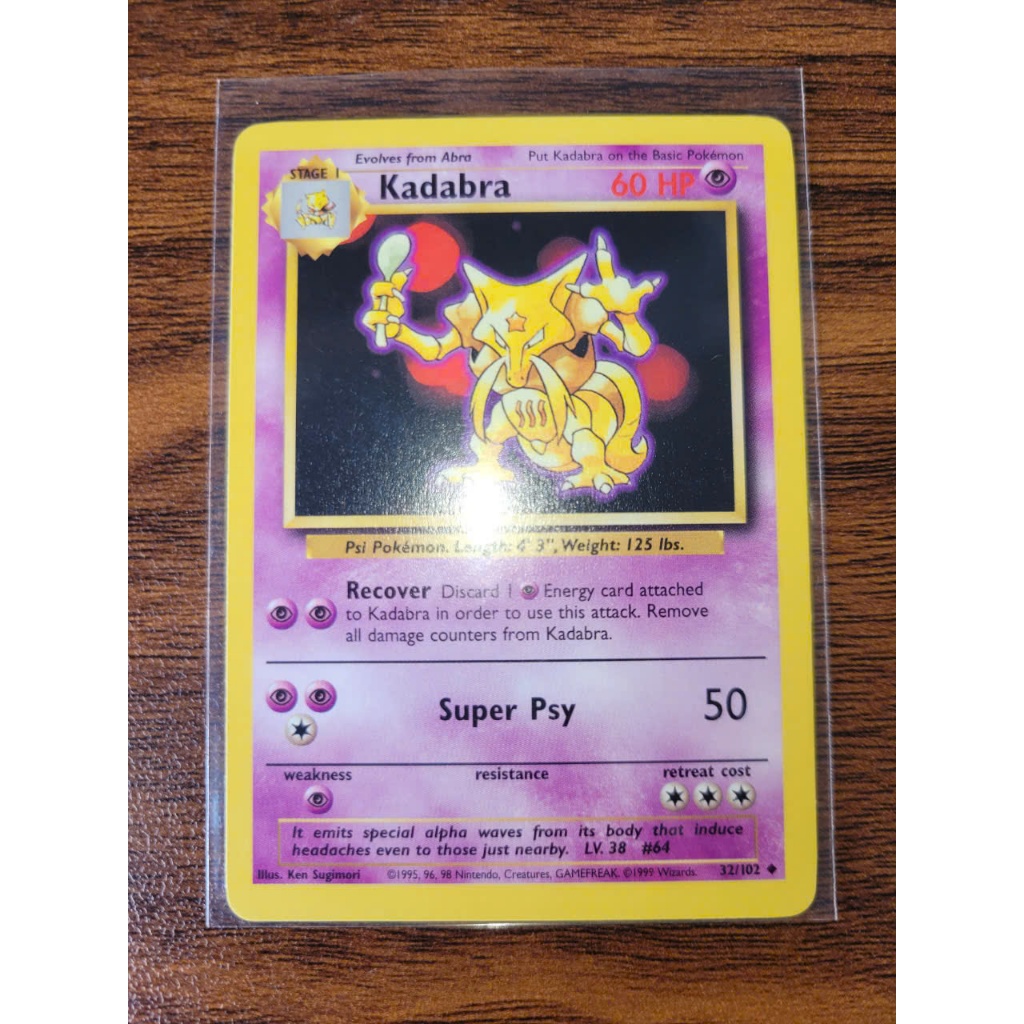 Evolves from Abra Put Kadabra on the Basic Pokémon
STAGE 1
Kadabra 60 HP
Psi Pokémon. Length: 4' 3", Weight: 125 lbs.
Recover Discard 1 Energy card attached
to Kadabra in order to use this attack. Remove
all damage counters from Kadabra.
Super Psy 50
weakness resistance retreat cost
It emits special alpha waves from its body that induce
headaches even to those just nearby. LV. 38 #64
Illus. Ken Sugimori ©1995, 96, 98 Nintendo, Creatures, GAMEFREAK. ©1999 Wizards. 32/102